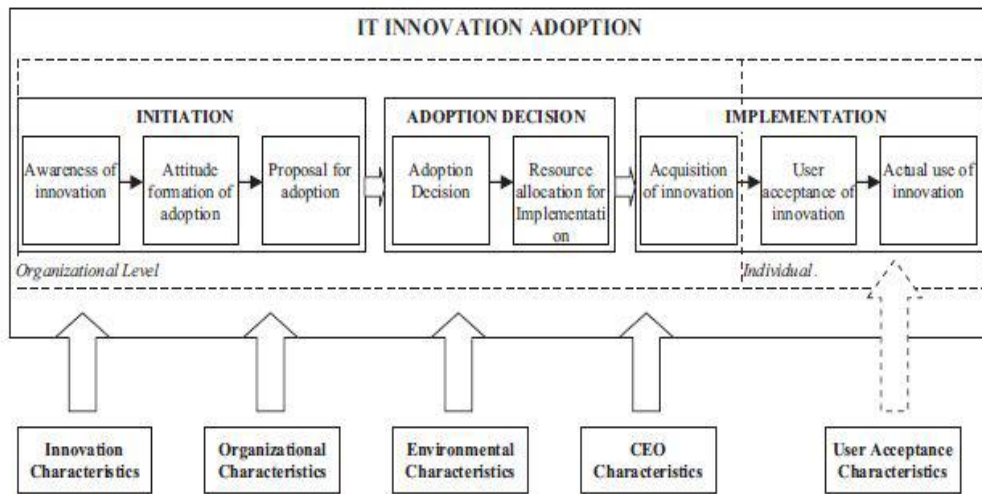 IT INNOVATION ADOPTION
INITIATION
Awareness of
innovation
Attitude
formation of
adoption
Proposal for
adoption
ADOPTION DECISION
Adoption
Decision
Resource
allocation for
Implementati
on
IMPLEMENTATION
Acquisition
of innovation
User
acceptance of
innovation
Actual use of
innovation
Organizational Level
Individual .
Innovation
Characteristics
Organizational
Characteristics
Environmental
Characteristics
CEO
Characteristics
User Acceptance
Characteristics